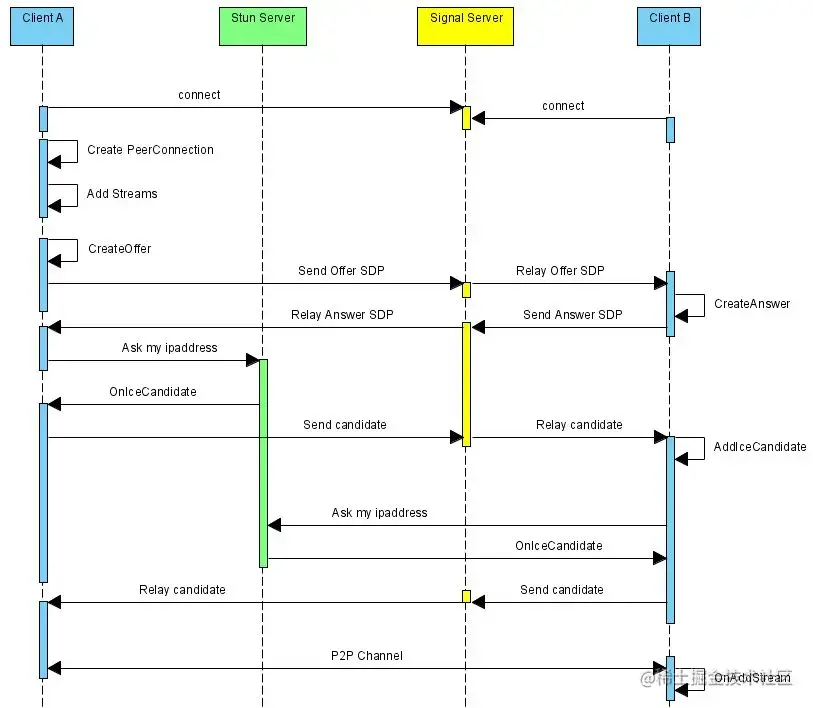 Client A
Stun Server
Signal Server
Client B
connect
connect
Create PeerConnection
Add Streams
CreateOffer
Send Offer SDP
Relay Offer SDP
CreateAnswer
Relay Answer SDP
Send Answer SDP
Ask my ipaddress
OnIceCandidate
Send candidate
Relay candidate
AddIceCandidate
Ask my ipaddress
OnIceCandidate
Relay candidate
Send candidate
P2P Channel
@稀土掘金技术社区
OnAddStream